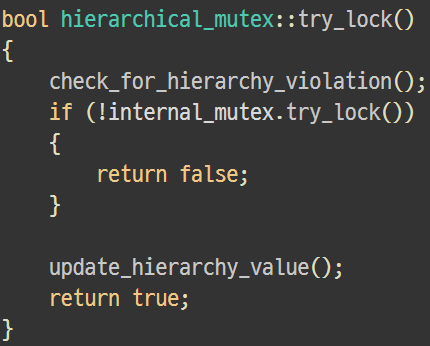 bool hierarchical_mutex::try_lock()
{
    check_for_hierarchy_violation();
    if (!internal_mutex.try_lock())
    {
        return false;
    }

    update_hierarchy_value();
    return true;
}